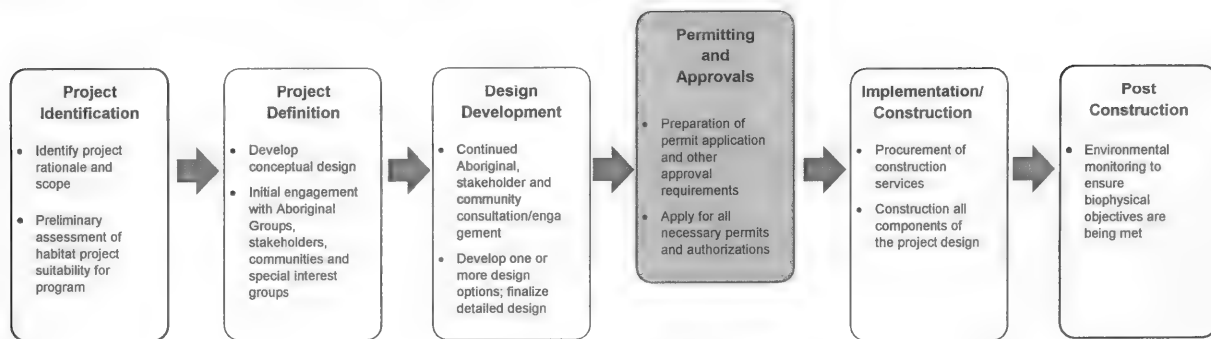 Project
Identification
• Identify project
rationale and
scope
• Preliminary
assessment of
habitat project
suitability for
program
Project
Definition
• Develop
conceptual design
• Initial engagement
with Aboriginal
Groups,
stakeholders,
communities and
special interest
groups
Design
Development
• Continued
Aboriginal,
stakeholder and
community
consultation/enga
gement
• Develop one or
more design
options; finalize
detailed design
Permitting
and
Approvals
• Preparation of
permit application
and other
approval
requirements
• Apply for all
necessary permits
and authorizations
Implementation/
Construction
• Procurement of
construction
services
• Construction all
components of
the project design
Post
Construction
• Environmental
monitoring to
ensure
biophysical
objectives are
being met